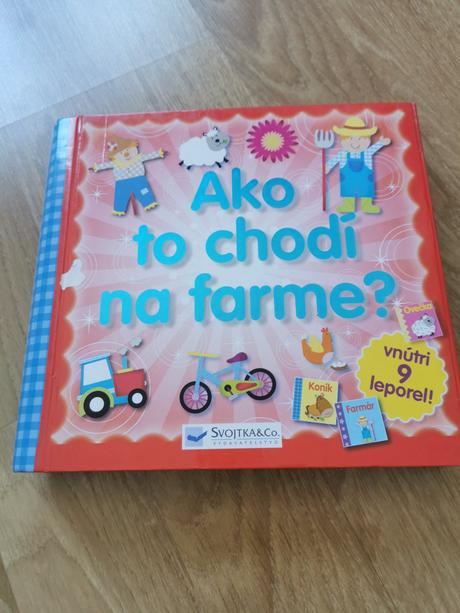 Ako
to chodí
na farme?
Ovečka
vnútri
9
leporel!
Koník
Farmár
SVOJTKA&CO.
VYDAVATEĽSTVO